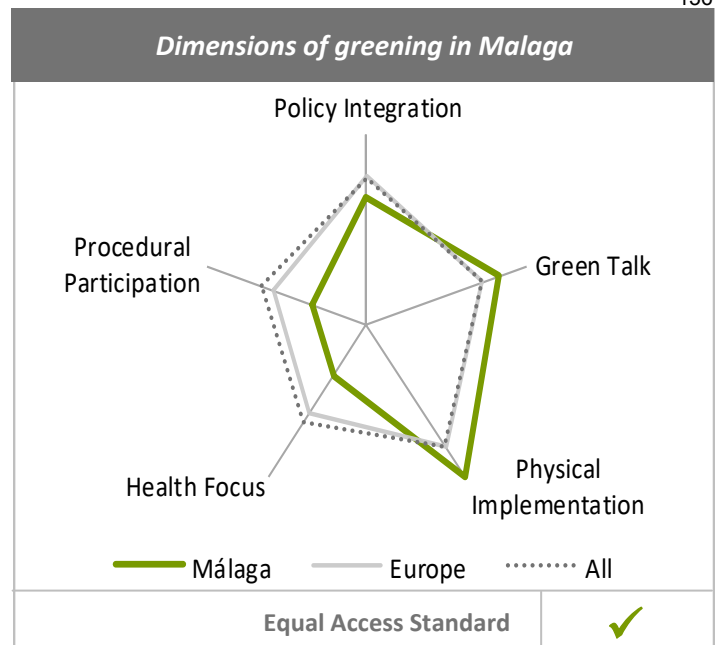 Dimensions of greening in Malaga
Policy Integration
Procedural
Participation
Green Talk
Health Focus
Physical
Implementation
Málaga
Europe
All
Equal Access Standard